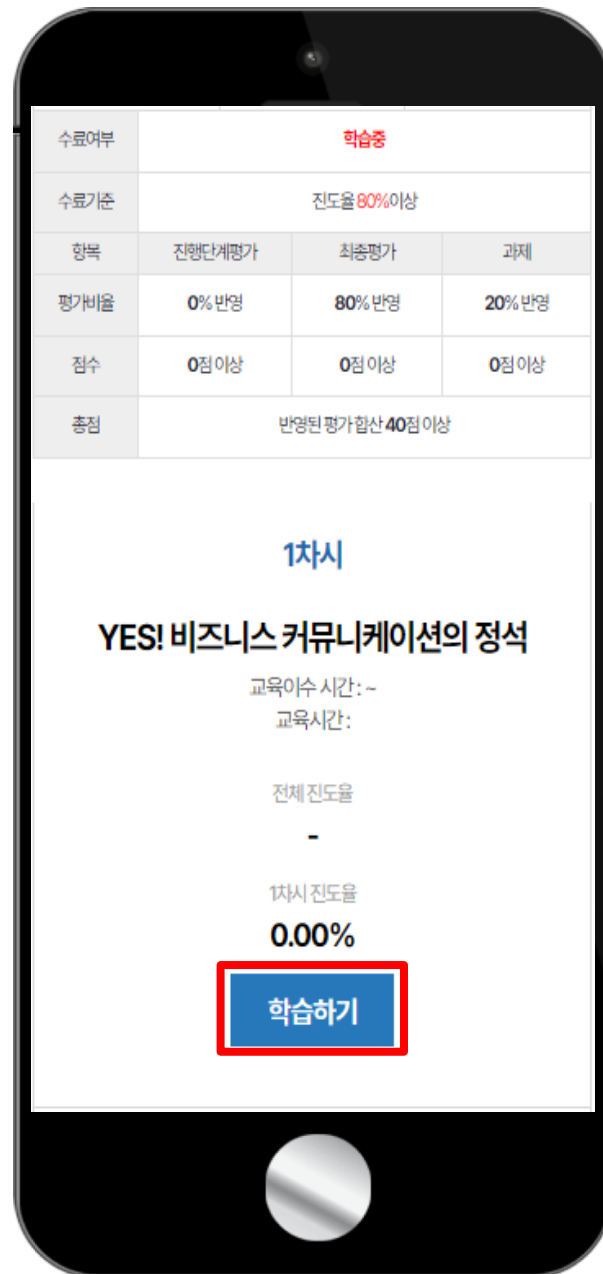 수료여부 학습중
수료기준 진도율 80%이상
항목 진행단계평가 최종평가 과제
평가비율 0% 반영 80% 반영 20% 반영
점수 0점 이상 0점 이상 0점 이상
총점 반영된 평가 합산 40점 이상
1차시
YES! 비즈니스 커뮤니케이션의 정석
교육이수 시간 : ~
교육시간 :
전체 진도율
-
1차시 진도율
0.00%
학습하기